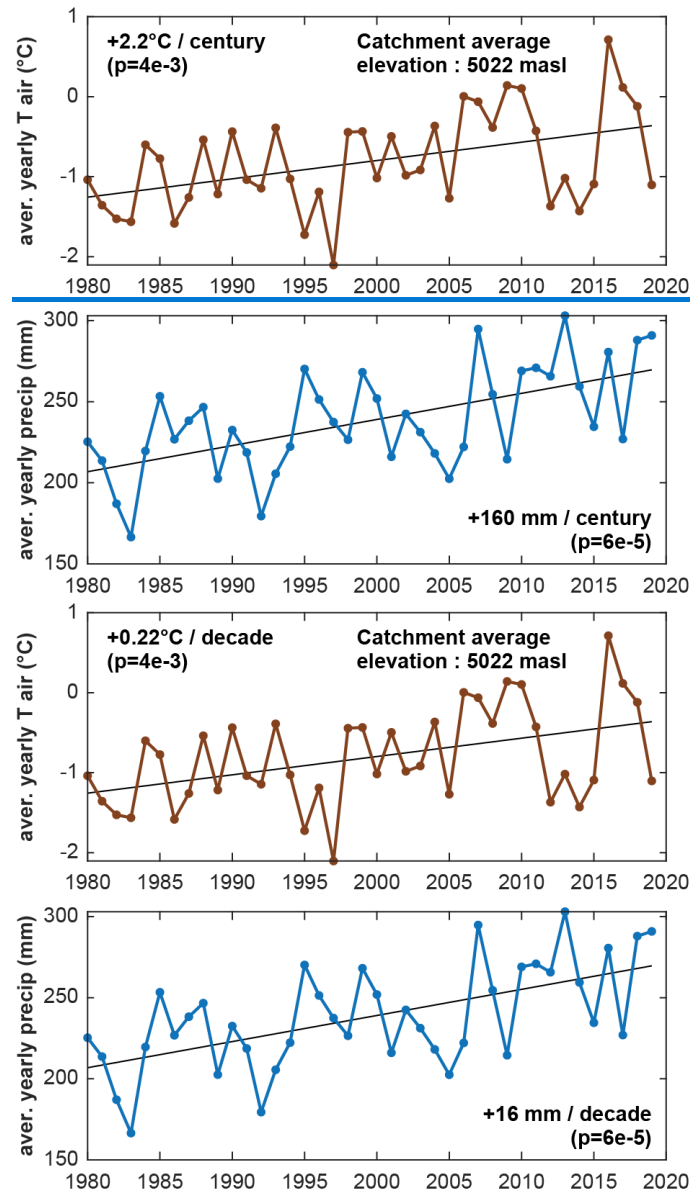 +2.2°C / century
(p=4e-3)
Catchment average
elevation : 5022 masl
aver. yearly T air (°C)
1
0
-1
-2
1980 1985 1990 1995 2000 2005 2010 2015 2020
aver. yearly precip (mm)
300
250
200
150
+160 mm / century
(p=6e-5)
1980 1985 1990 1995 2000 2005 2010 2015 2020
+0.22°C / decade
(p=4e-3)
Catchment average
elevation : 5022 masl
aver. yearly T air (°C)
1
0
-1
-2
1980 1985 1990 1995 2000 2005 2010 2015 2020
aver. yearly precip (mm)
300
250
200
150
+16 mm / decade
(p=6e-5)
1980 1985 1990 1995 2000 2005 2010 2015 2020